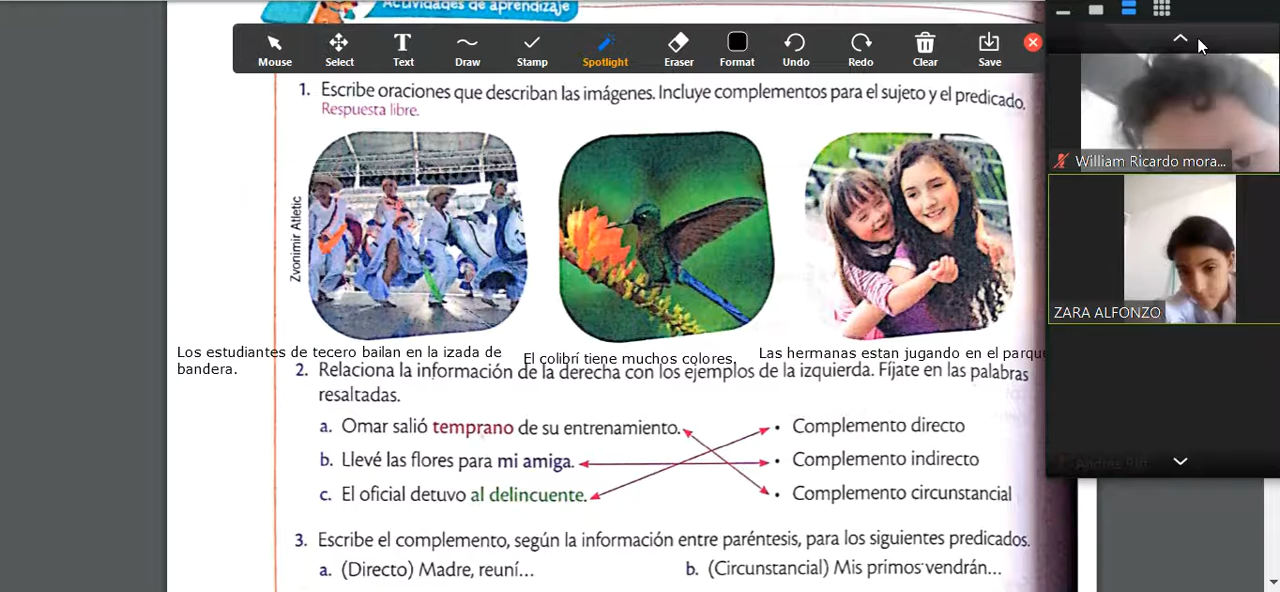 Actividades de aprendizaje
Mouse Select Text Draw Stamp Spotlight Eraser Format Undo Redo Clear Save
1. Escribe oraciones que describan las imágenes. Incluye complementos para el sujeto y el predicado.
Respuesta libre.
Zvonimir Atletic
William Ricardo mora...
ZARA ALFONZO
Los estudiantes de tecero bailan en la izada de
bandera.
El colibrí tiene muchos colores.
Las hermanas estan jugando en el parque
2. Relaciona la información de la derecha con los ejemplos de la izquierda. Fíjate en las palabras
resaltadas.
a. Omar salió temprano de su entrenamiento.
• Complemento directo
b. Llevé las flores para mi amiga.
• Complemento indirecto
c. El oficial detuvo al delincuente.
• Complemento circunstancial
3. Escribe el complemento, según la información entre paréntesis, para los siguientes predicados.
a. (Directo) Madre, reuní...
b. (Circunstancial) Mis primos vendrán...